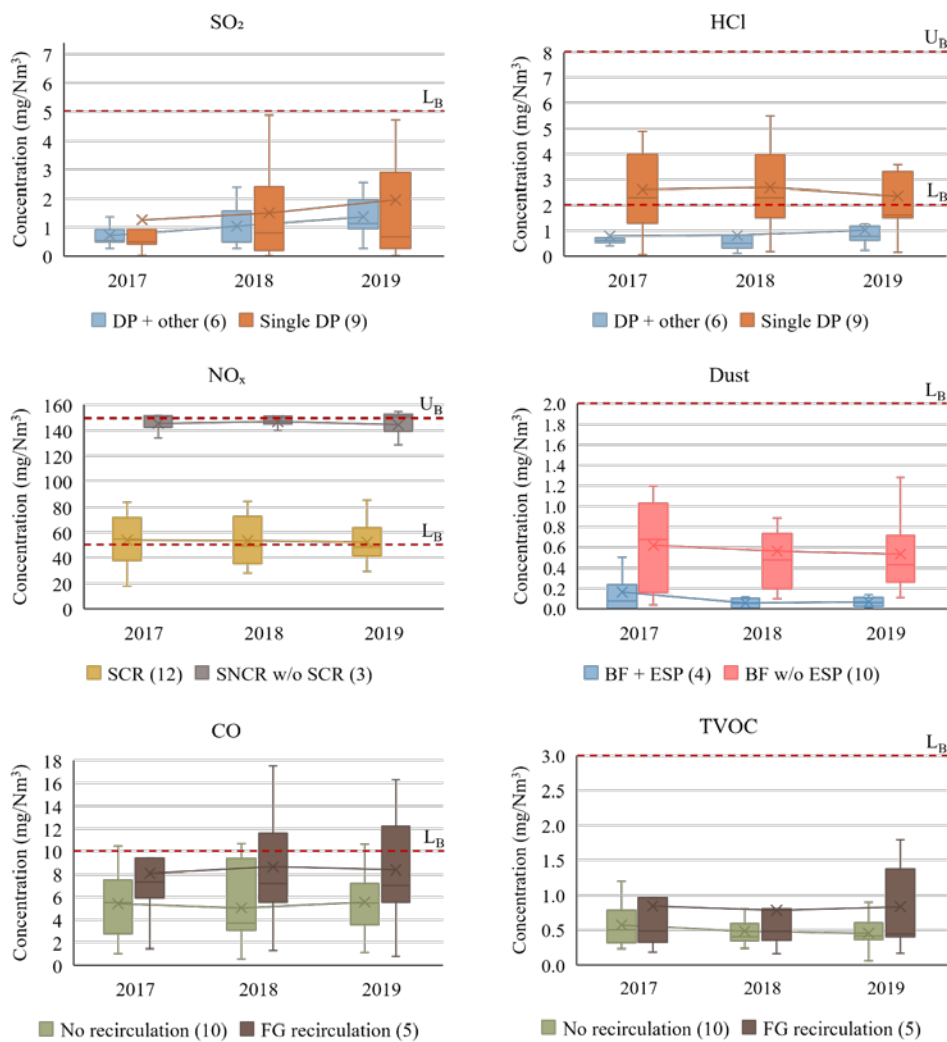 SO₂
Concentration (mg/Nm³)
7
6
5
4
3
2
1
0
L_B
2017 2018 2019
DP + other (6) Single DP (9)
HCl
Concentration (mg/Nm³)
U_B
8
7
6
5
4
3
2
1
0
L_B
2017 2018 2019
DP + other (6) Single DP (9)
NOₓ
Concentration (mg/Nm³)
160
140
120
100
80
60
40
20
0
U_B
L_B
2017 2018 2019
SCR (12) SNCR w/o SCR (3)
Dust
Concentration (mg/Nm³)
L_B
2.0
1.8
1.6
1.4
1.2
1.0
0.8
0.6
0.4
0.2
0.0
2017 2018 2019
BF + ESP (4) BF w/o ESP (10)
CO
Concentration (mg/Nm³)
18
16
14
12
10
8
6
4
2
0
L_B
2017 2018 2019
No recirculation (10) FG recirculation (5)
TVOC
Concentration (mg/Nm³)
L_B
3.0
2.5
2.0
1.5
1.0
0.5
0.0
2017 2018 2019
No recirculation (10) FG recirculation (5)